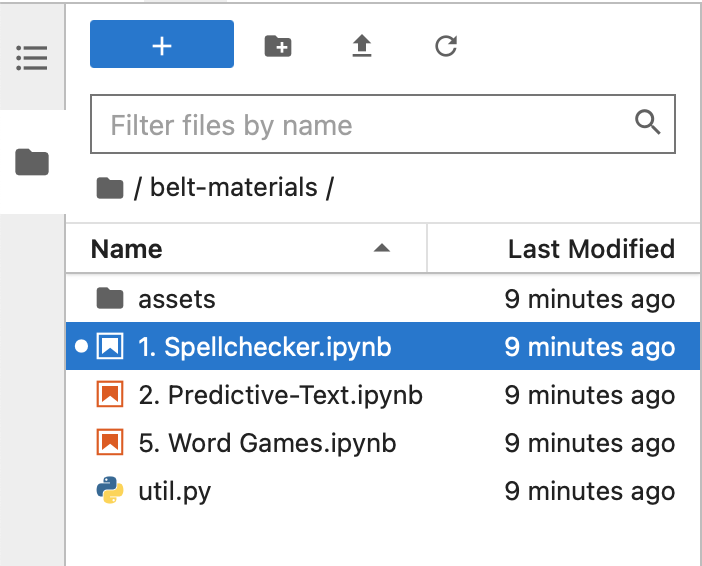 Filter files by name
/ belt-materials /
Name Last Modified
assets 9 minutes ago
1. Spellchecker.ipynb 9 minutes ago
2. Predictive-Text.ipynb 9 minutes ago
5. Word Games.ipynb 9 minutes ago
util.py 9 minutes ago